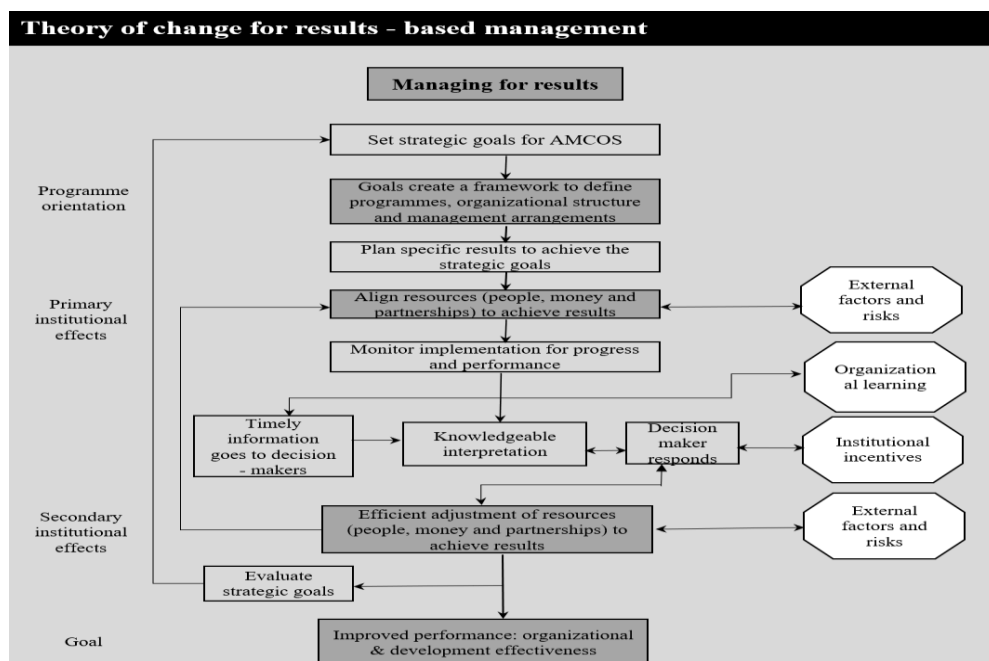 Theory of change for results - based management
Managing for results
Set strategic goals for AMCOS
Programme
orientation
Goals create a framework to define
programmes, organizational structure
and management arrangements
Plan specific results to achieve the
strategic goals
Primary
institutional
effects
Align resources (people, money and
partnerships) to achieve results
External
factors and
risks
Monitor implementation for progress
and performance
Organization
al learning
Timely
information
goes to decision
- makers
Knowledgeable
interpretation
Decision
maker
responds
Institutional
incentives
Secondary
institutional
effects
Efficient adjustment of resources
(people, money and partnerships) to
achieve results
External
factors and
risks
Evaluate
strategic goals
Goal
Improved performance: organizational
& development effectiveness